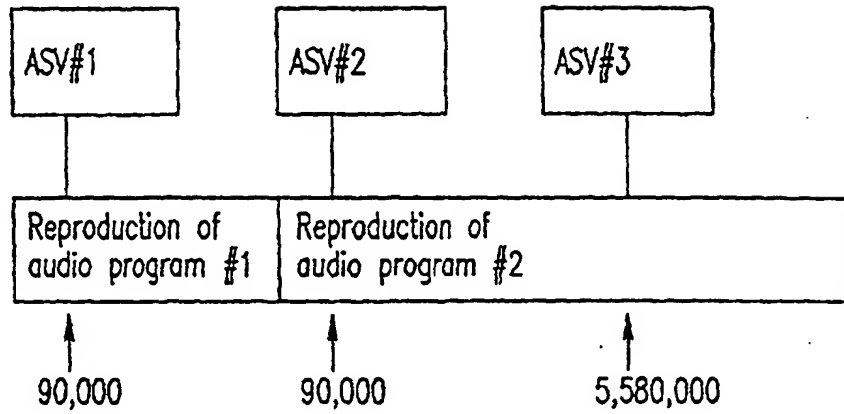 ASV#1
ASV#2
ASV#3
Reproduction of
audio program #1
Reproduction of
audio program #2
90,000
90,000
5,580,000